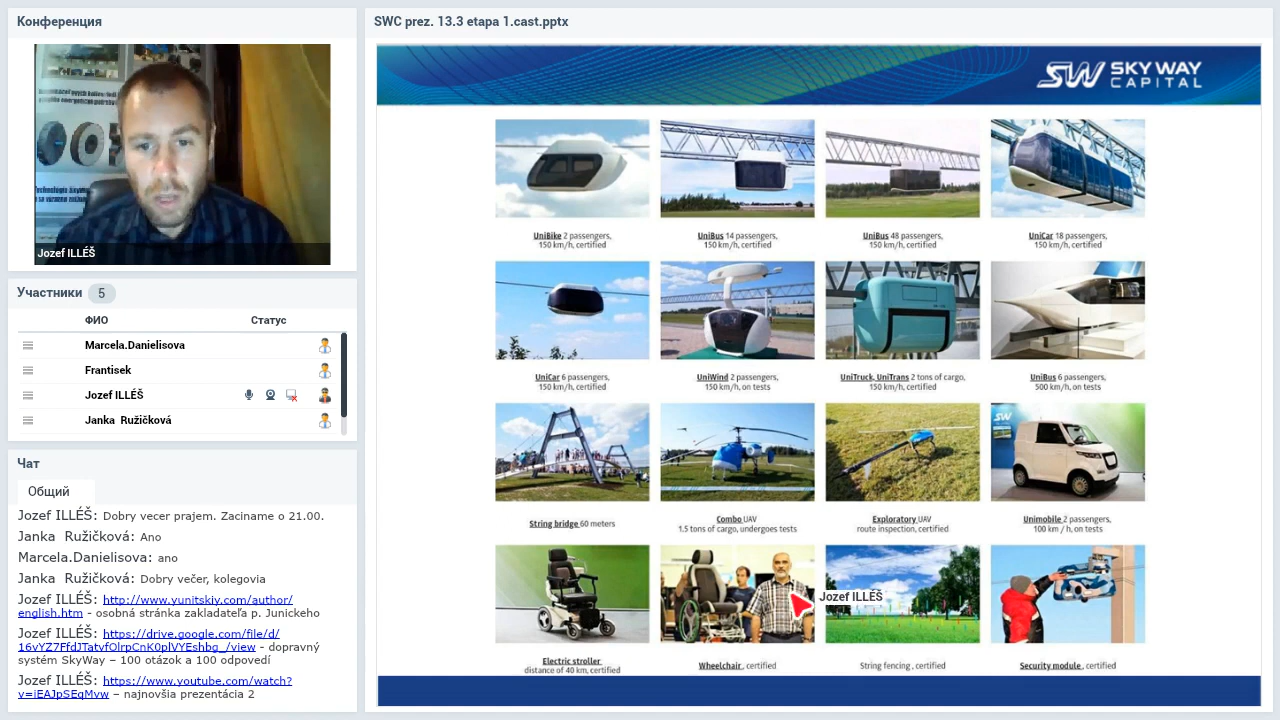 Конференция
Jozef ILLÉŠ
Участники 5
ФИО Статус
Marcela.Danielisova
Frantisek
Jozef ILLÉŠ
Janka Ružičková
Чат
Общий
Jozef ILLÉŠ: Dobry vecer prajem. Zaciname o 21.00.
Janka Ružičková: Ano
Marcela.Danielisova: ano
Janka Ružičková: Dobry večer, kolegovia
Jozef ILLÉŠ: http://www.yunitskiy.com/author/
english.htm - osobná stránka zakladateľa p. Junickeho
Jozef ILLÉŠ: https://drive.google.com/file/d/
16vYZ7FfdJTatvfOlrpCnK0plVYEshbg_/view - dopravný
systém SkyWay – 100 otázok a 100 odpovedí
Jozef ILLÉŠ: https://www.youtube.com/watch?
v=iEAJpSEqMvw – najnovšia prezentácia 2
SWC prez. 13.3 etapa 1.cast.pptx
SW SKY WAY
CAPITAL
UniBike 2 passengers,
150 km/h, certified
UniBus 14 passengers,
150 km/h, certified
UniBus 48 passengers,
150 km/h, certified
UniCar 18 passengers,
150 km/h, certified
UniCar 6 passengers,
150 km/h, certified
UniWind 2 passengers,
150 km/h, on tests
UniTruck, UniTrans 2 tons of cargo,
150 km/h, certified
UniBus 6 passengers,
500 km/h, on tests
SW
String bridge 60 meters
Combo UAV
1.5 tons of cargo, undergoes tests
Exploratory UAV
route inspection, certified
Unimobile 2 passengers,
100 km / h, on tests
Jozef ILLÉŠ
Electric stroller
distance of 40 km, certified
Wheelchair , certified
String fencing , certified
Security module , certified